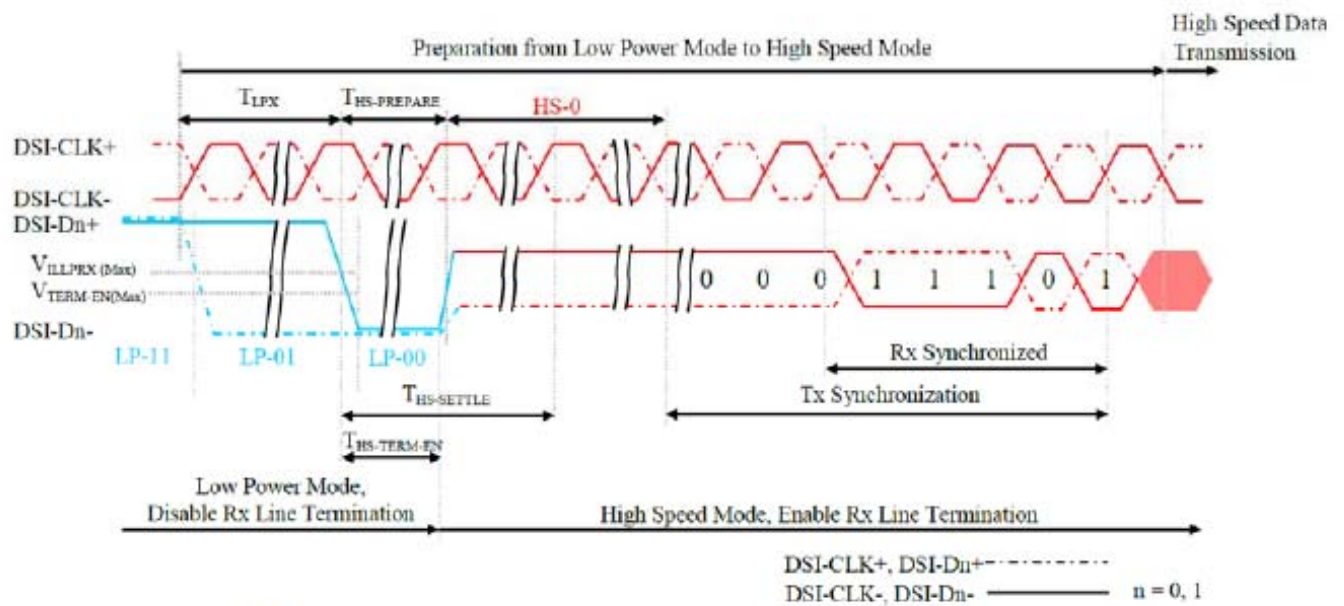 Preparation from Low Power Mode to High Speed Mode
High Speed Data
Transmission
TLPX
THS-PREPARE
HS-0
DSI-CLK+
DSI-CLK-
DSI-Dn+
VILLPRX (Max)
VTERM-EN(Max)
DSI-Dn-
0 0 0 1 1 1 0 1
LP-11
LP-01
LP-00
Rx Synchronized
THS-SETTLE
Tx Synchronization
THS-TERM-EN
Low Power Mode,
Disable Rx Line Termination
High Speed Mode, Enable Rx Line Termination
DSI-CLK+, DSI-Dn+
DSI-CLK-, DSI-Dn-
n = 0, 1